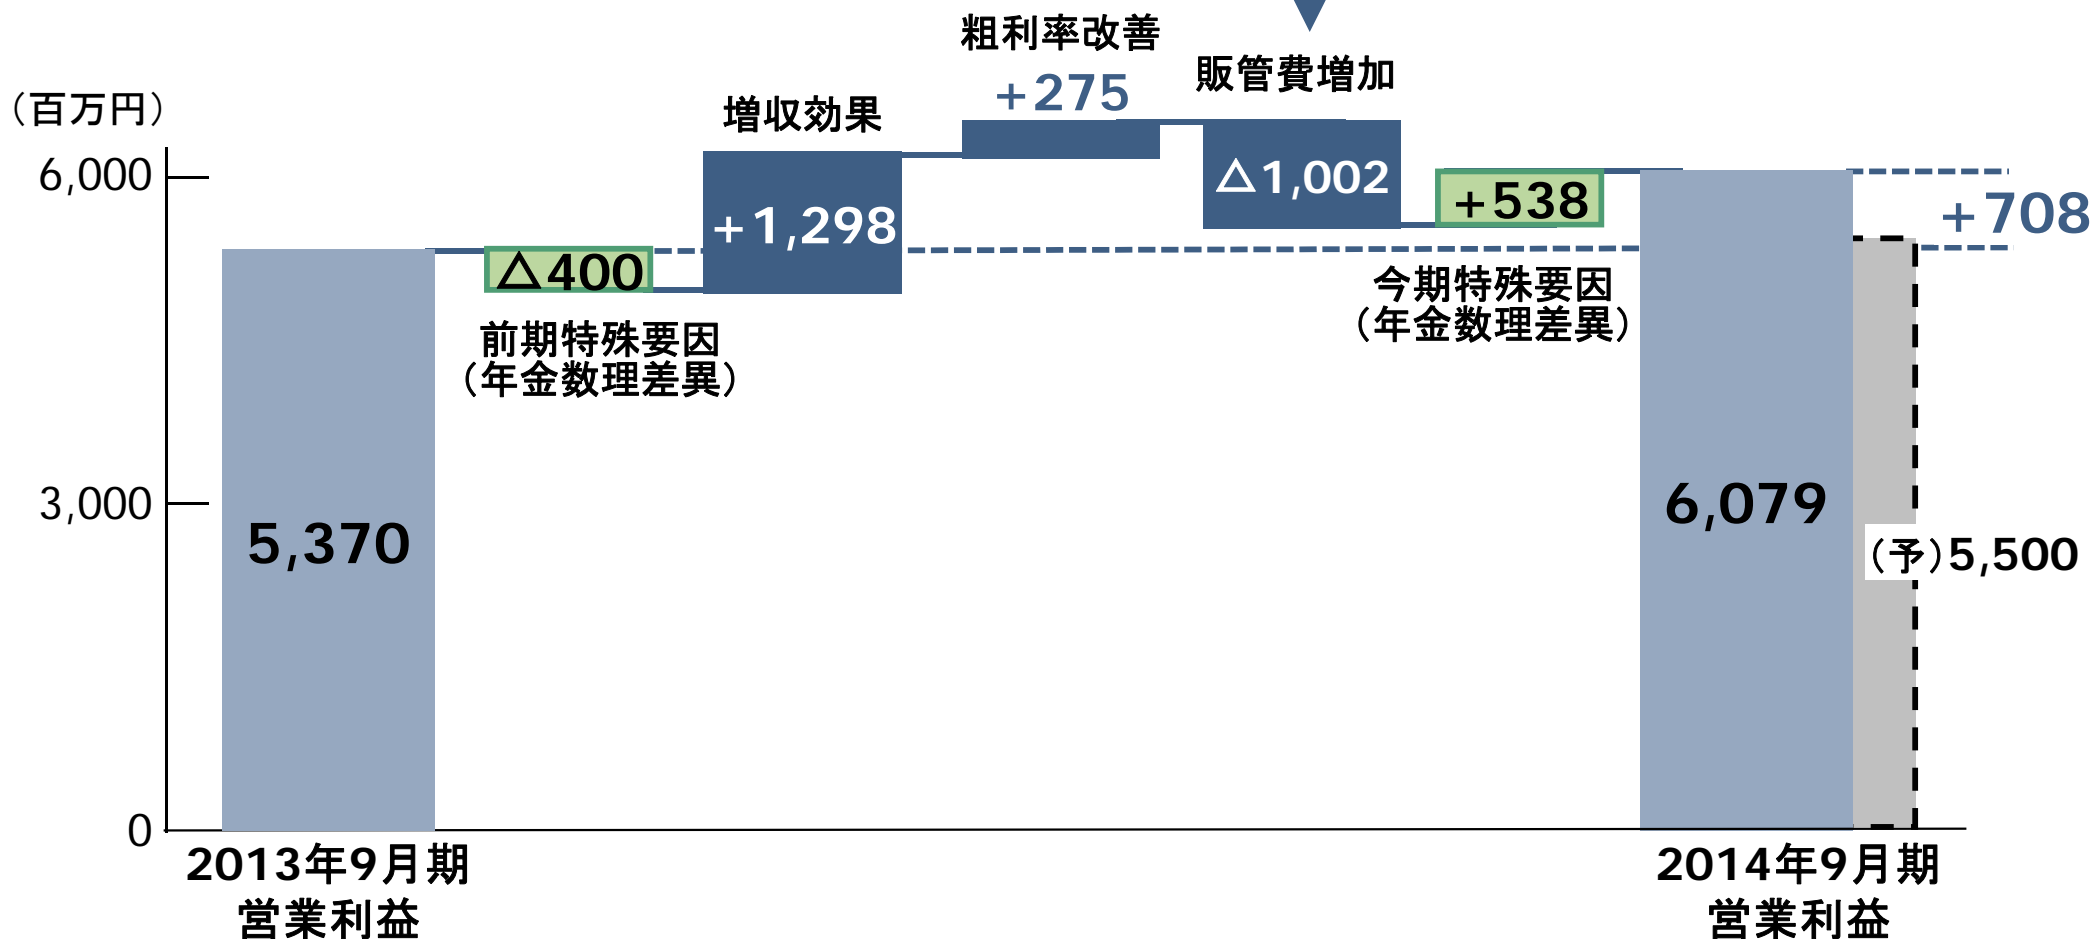 (百万円)
6,000
3,000
0
5,370
2013年9月期
営業利益
△400
前期特殊要因
(年金数理差異)
増収効果
+1,298
粗利率改善
+275
販管費増加
△1,002
+538
今期特殊要因
(年金数理差異)
6,079
2014年9月期
営業利益
+708
(予)5,500